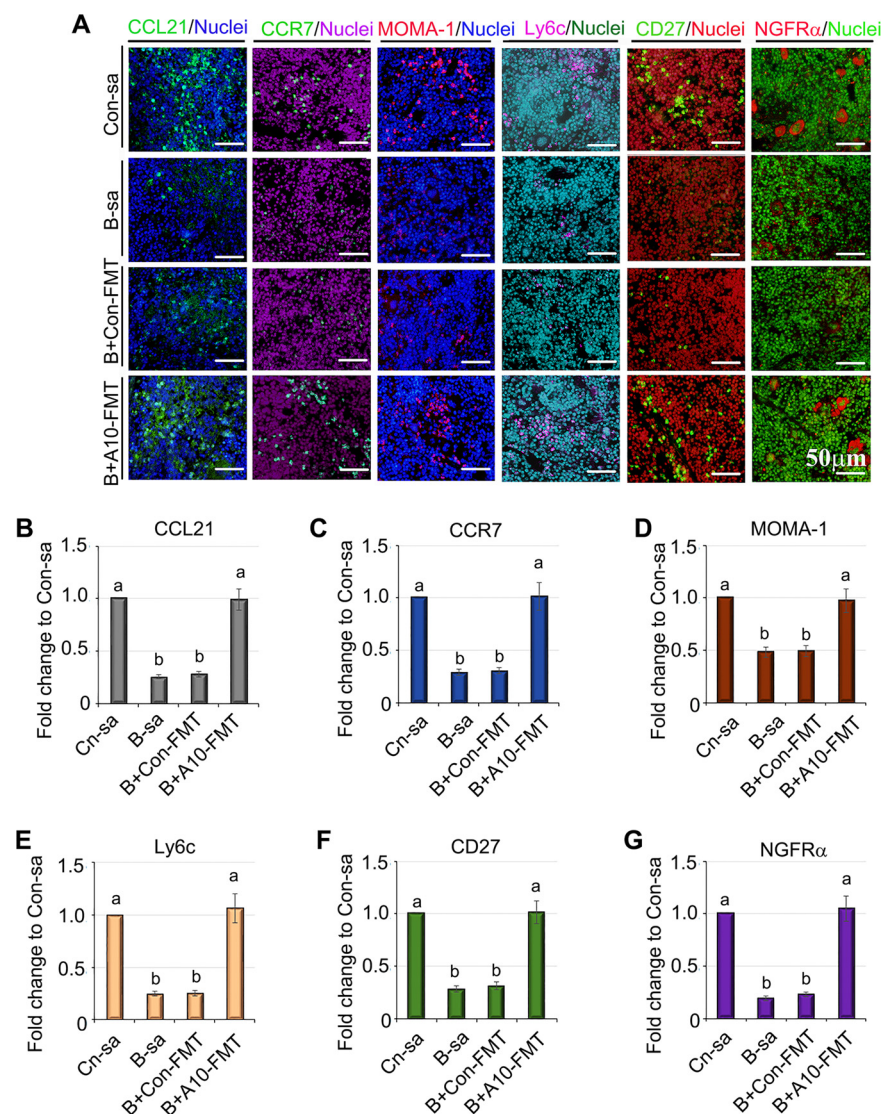 A
CCL21/Nuclei CCR7/Nuclei MOMA-1/Nuclei Ly6c/Nuclei CD27/Nuclei NGFRα/Nuclei
Con-sa
B-sa
B+Con-FMT
B+A10-FMT
50μm
B CCL21
Fold change to Con-sa
1.5
1.0
0.5
0
a b b a
Cn-sa B-sa B+Con-FMT B+A10-FMT
C CCR7
Fold change to Con-sa
1.5
1.0
0.5
0
a b b a
Cn-sa B-sa B+Con-FMT B+A10-FMT
D MOMA-1
Fold change to Con-sa
1.5
1.0
0.5
0
a b b a
Cn-sa B-sa B+Con-FMT B+A10-FMT
E Ly6c
Fold change to Con-sa
1.5
1.0
0.5
0
a b b a
Cn-sa B-sa B+Con-FMT B+A10-FMT
F CD27
Fold change to Con-sa
1.5
1.0
0.5
0
a b b a
Cn-sa B-sa B+Con-FMT B+A10-FMT
G NGFRα
Fold change to Con-sa
1.5
1.0
0.5
0
a b b a
Cn-sa B-sa B+Con-FMT B+A10-FMT